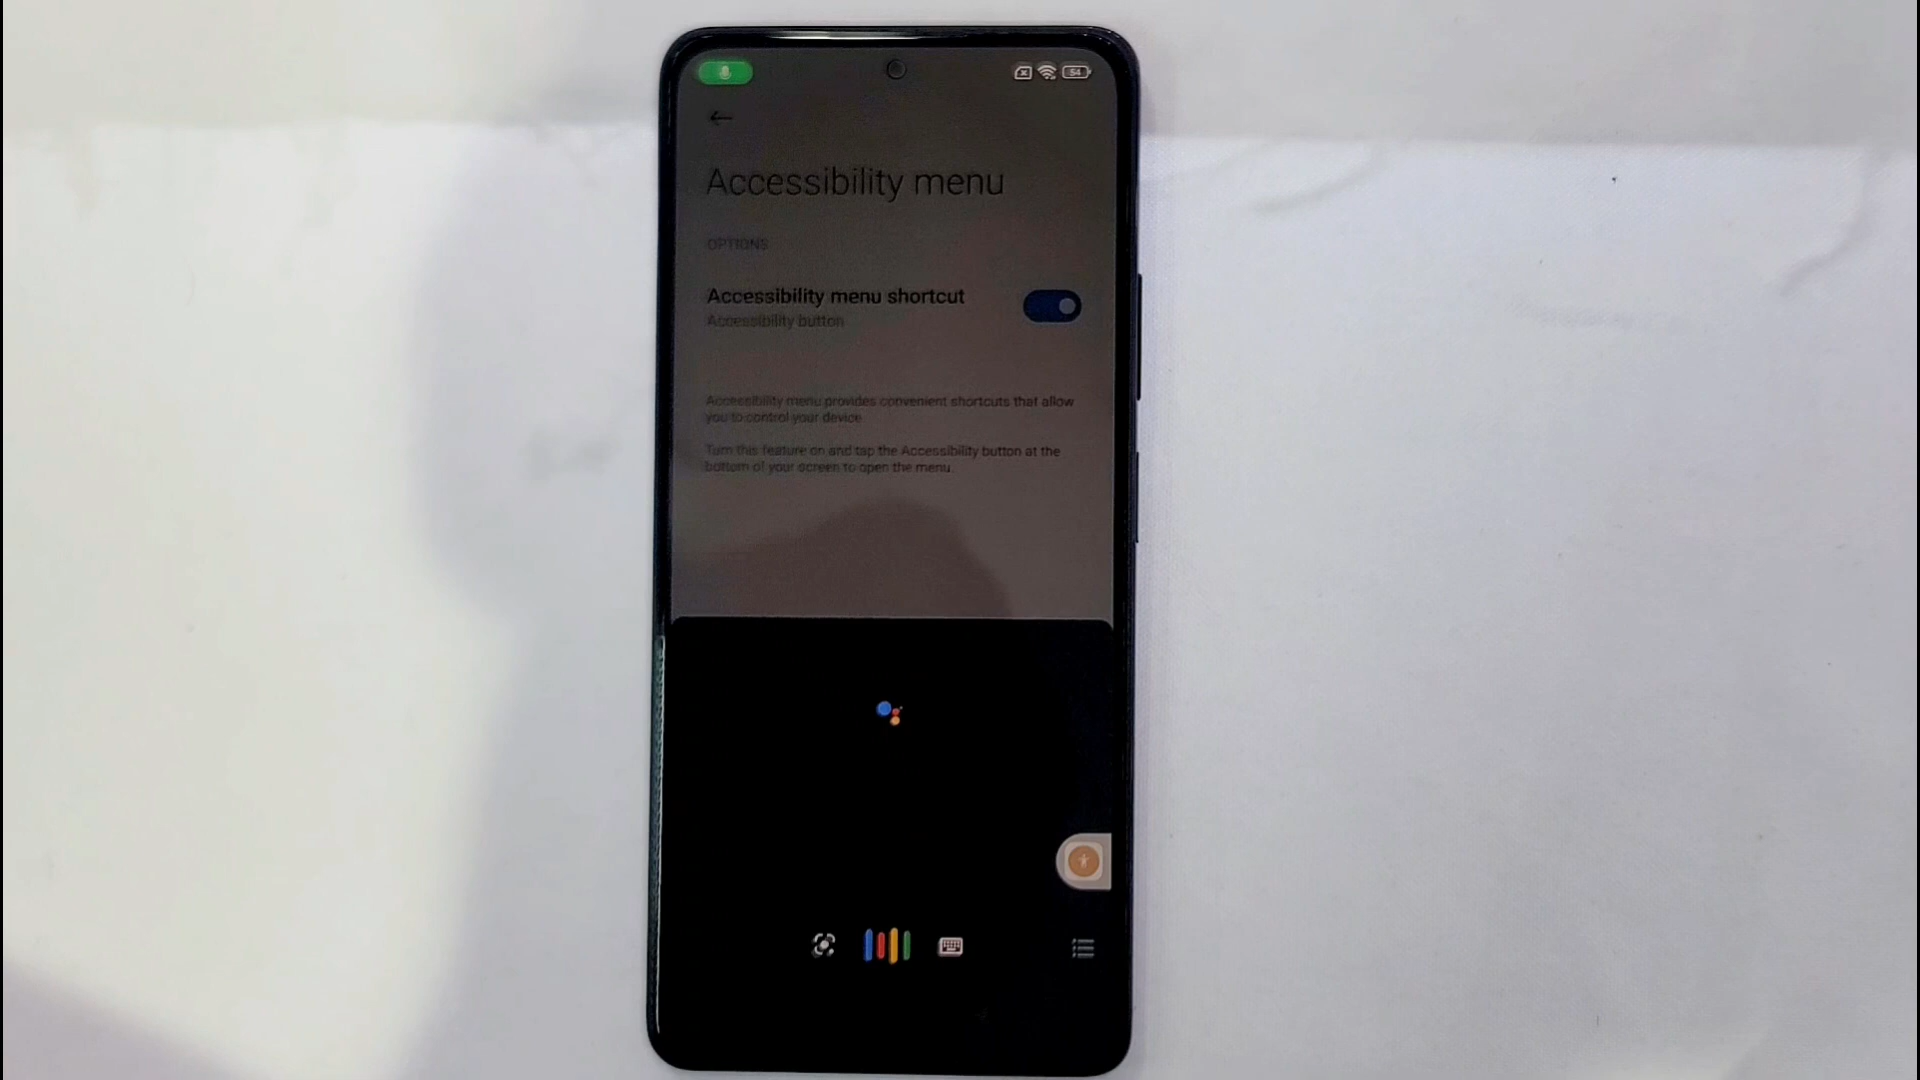 54
Accessibility menu
OPTIONS
Accessibility menu shortcut
Accessibility button
Accessibility menu provides convenient shortcuts that allow
you to control your device.
Turn this feature on and tap the Accessibility button at the
bottom of your screen to open the menu.